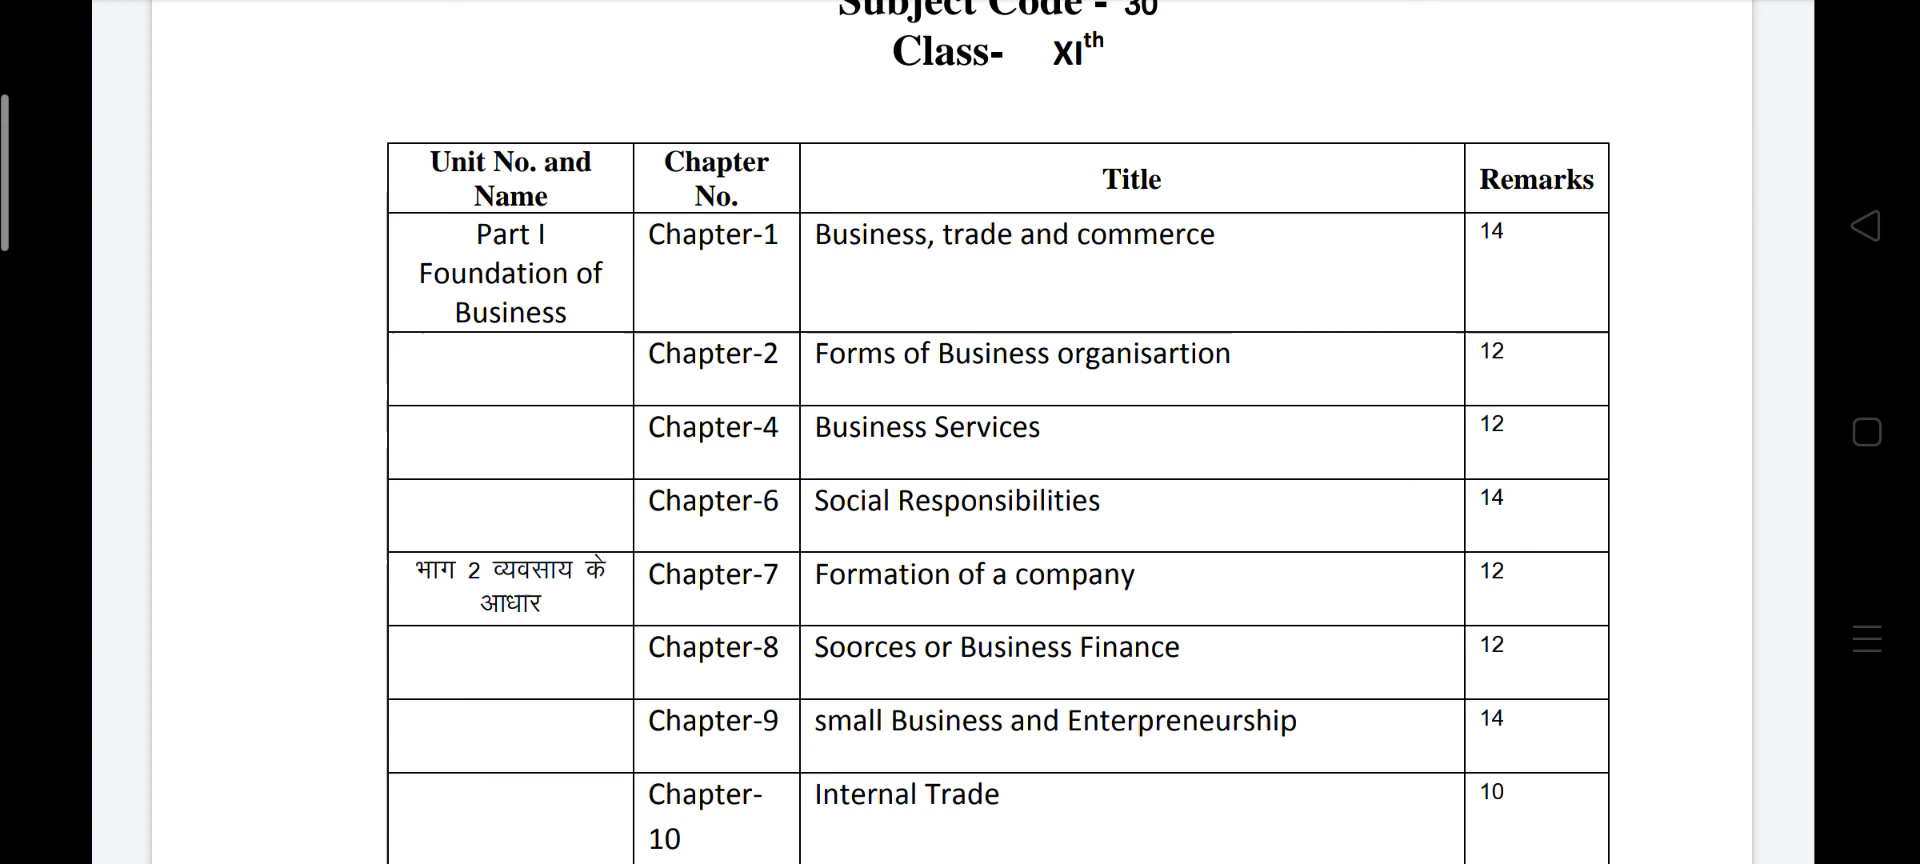 Subject Code - 30
Class- XIth
Unit No. and Name
Chapter No.
Title
Remarks
Part I Foundation of Business
Chapter-1
Business, trade and commerce
14
Chapter-2
Forms of Business organisartion
12
Chapter-4
Business Services
12
Chapter-6
Social Responsibilities
14
भाग 2 व्यवसाय के आधार
Chapter-7
Formation of a company
12
Chapter-8
Soorces or Business Finance
12
Chapter-9
small Business and Enterpreneurship
14
Chapter-10
Internal Trade
10